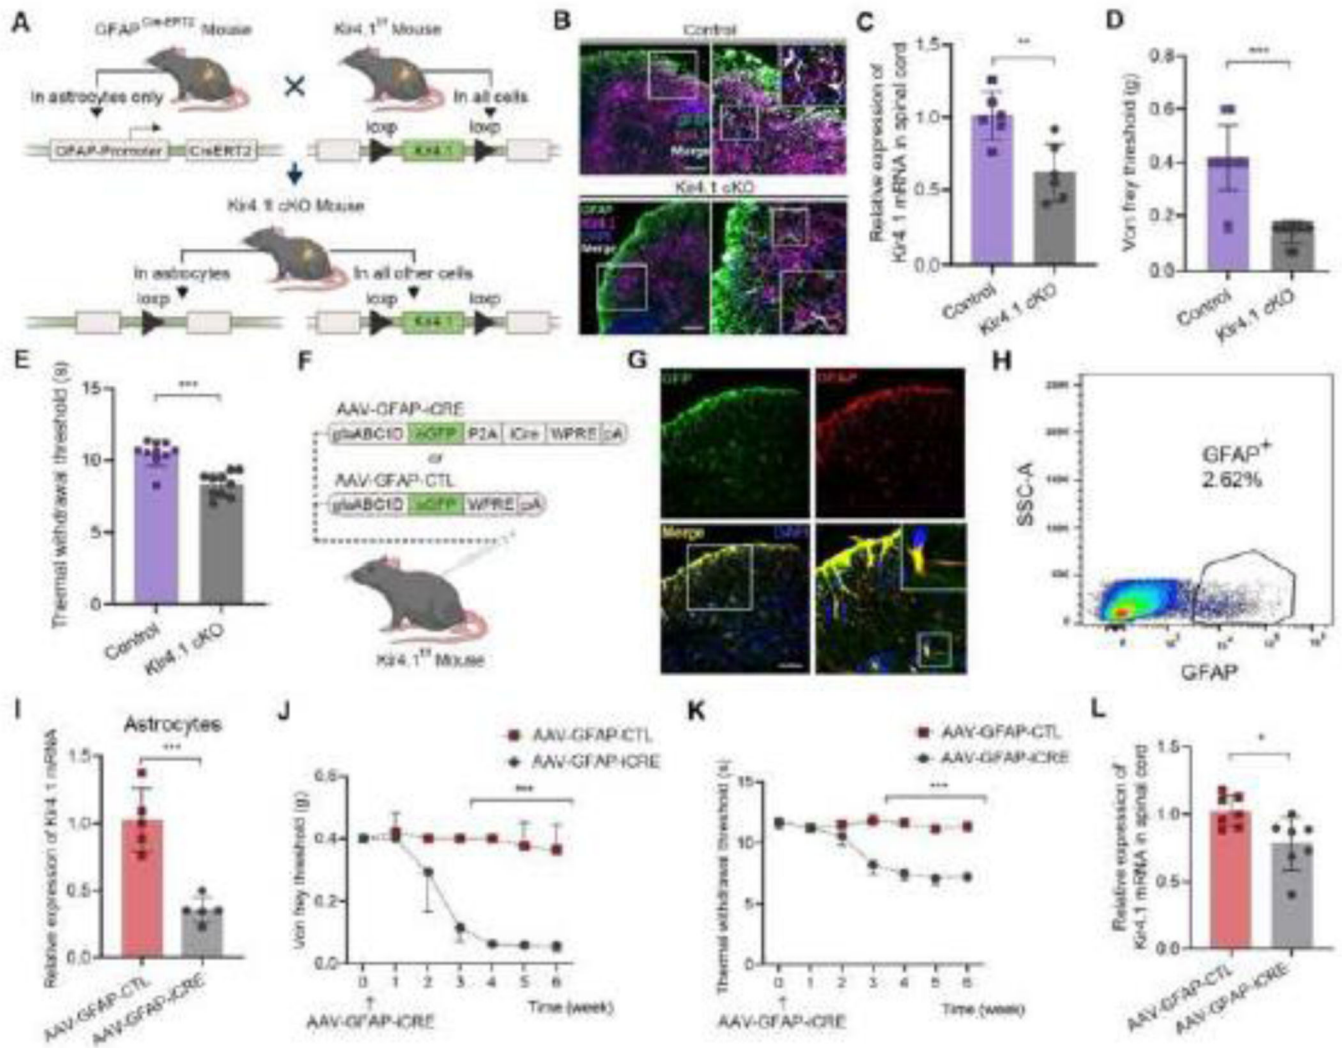 A
GFAP Cre-ERT2 Mouse
Kir4.1 f/f Mouse
In astrocytes only
In all cells
loxp
loxp
GFAP-Promoter
CreERT2
Kir4.1
Kir4.1 cKO Mouse
In astrocytes
In all other cells
loxp
loxp
loxp
Kir4.1
B
Control
Merge
Kir4.1 cKO
GFAP
Kir4.1
Merge
C
Relative expression of
Kir4.1 mRNA in spinal cord
1.5
1.0
0.5
0.0
**
Control
Kir4.1 cKO
D
Von frey threshold (g)
0.8
0.6
0.4
0.2
0.0
***
Control
Kir4.1 cKO
E
Thermal withdrawal threshold (s)
15
10
5
0
***
Control
Kir4.1 cKO
F
AAV-GFAP-iCRE
gfaABC1D eGFP P2A iCre WPRE pA
or
AAV-GFAP-CTL
gfaABC1D eGFP WPRE pA
Kir4.1 f/f Mouse
G
GFP
GFAP
Merge
DAPI
H
SSC-A
GFAP+
2.62%
GFAP
I
Astrocytes
Relative expression of Kir4.1 mRNA
1.5
1.0
0.5
0.0
***
AAV-GFAP-CTL
AAV-GFAP-iCRE
J
AAV-GFAP-CTL
AAV-GFAP-iCRE
Von frey threshold (g)
0.6
0.4
0.2
0.0
***
0 1 2 3 4 5 6
Time (week)
AAV-GFAP-iCRE
K
AAV-GFAP-CTL
AAV-GFAP-iCRE
Thermal withdrawal threshold (s)
15
10
5
0
***
0 1 2 3 4 5 6
Time (week)
AAV-GFAP-iCRE
L
Relative expression of
Kir4.1 mRNA in spinal cord
1.5
1.0
0.5
0.0
*
AAV-GFAP-CTL
AAV-GFAP-iCRE